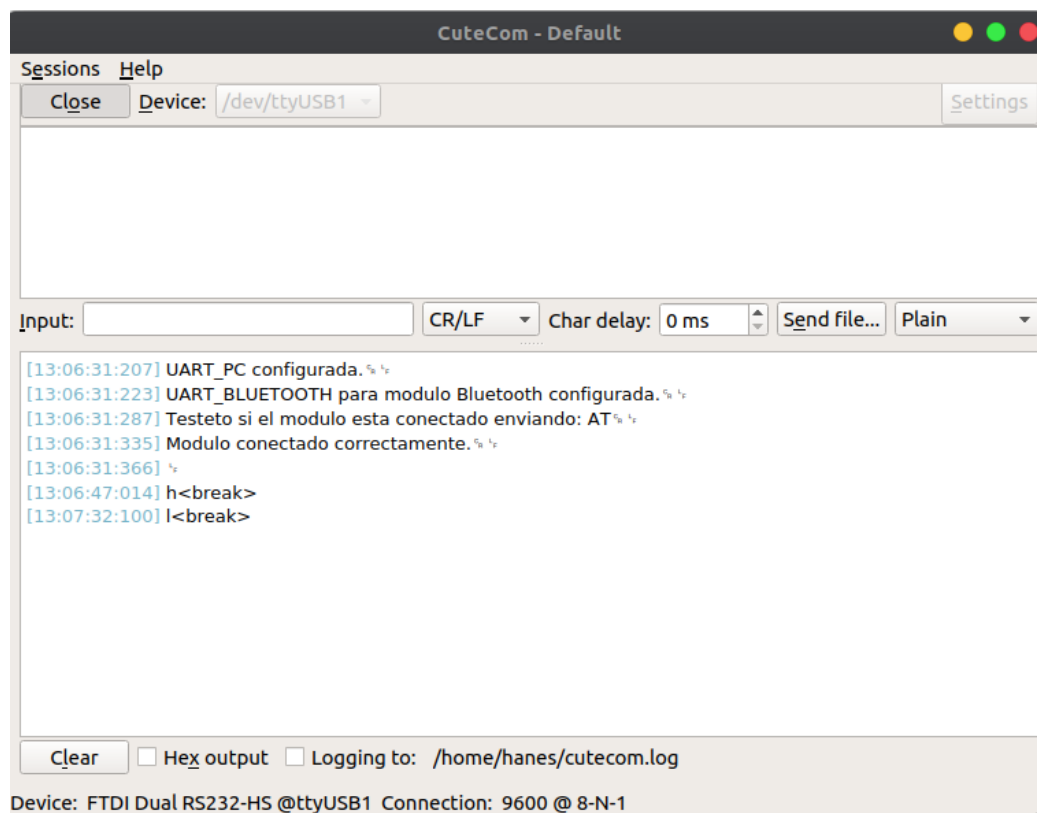 CuteCom - Default
Sessions Help
Close Device: /dev/ttyUSB1 Settings
Input: CR/LF Char delay: 0 ms Send file... Plain
[13:06:31:207] UART_PC configurada.␍␊
[13:06:31:223] UART_BLUETOOTH para modulo Bluetooth configurada.␍␊
[13:06:31:287] Testeto si el modulo esta conectado enviando: AT␍␊
[13:06:31:335] Modulo conectado correctamente.␍␊
[13:06:31:366] ␊
[13:06:47:014] h<break>
[13:07:32:100] l<break>
Clear Hex output Logging to: /home/hanes/cutecom.log
Device: FTDI Dual RS232-HS @ttyUSB1 Connection: 9600 @ 8-N-1